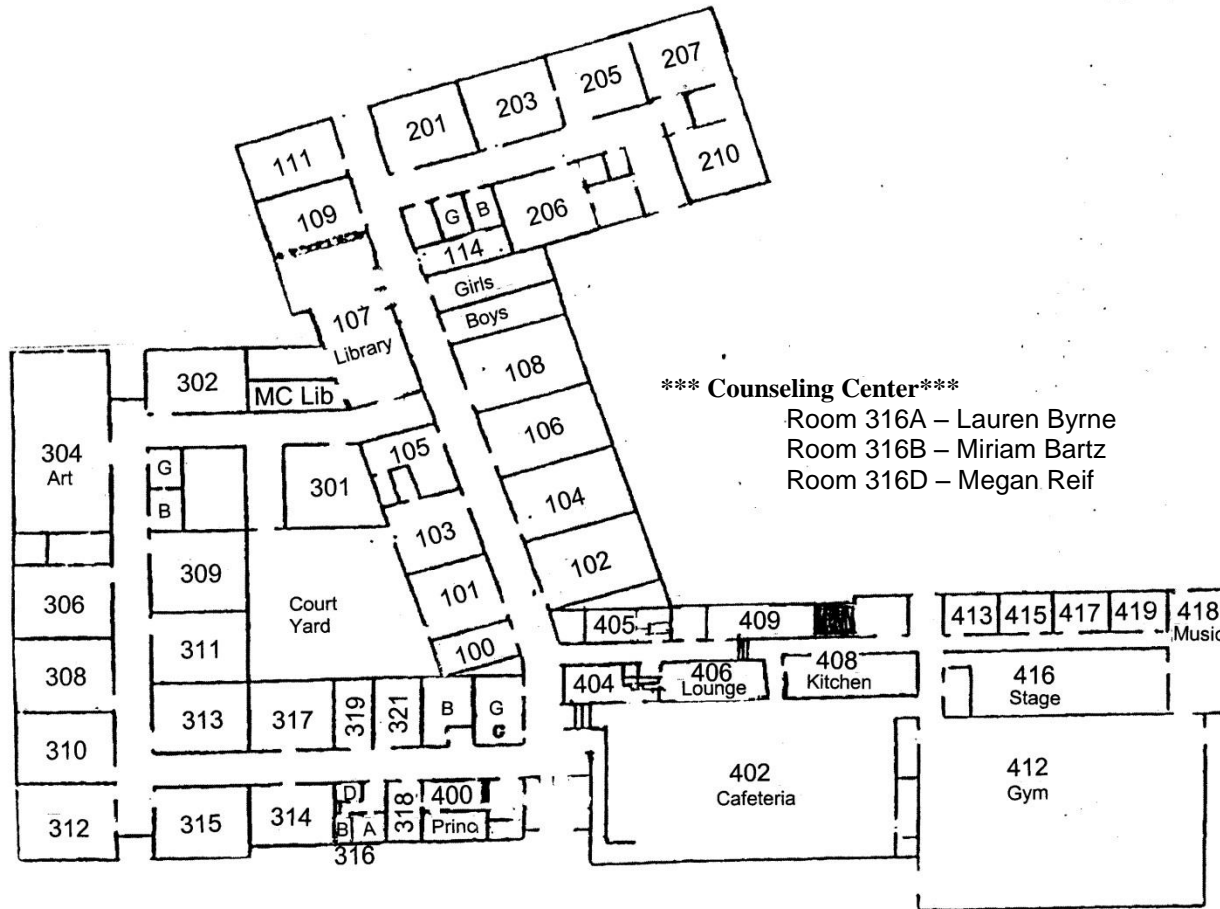 207
205
203
201
111
210
109
206
G
B
114
Girls
Boys
107
Library
302
MC Lib
108
*** Counseling Center***
Room 316A – Lauren Byrne
Room 316B – Miriam Bartz
Room 316D – Megan Reif
106
105
304
Art
G
B
301
104
103
102
309
101
Court
Yard
306
311
100
405
409
413
415
417
419
418
Music
308
404
406
Lounge
408
Kitchen
416
Stage
313
317
319
321
B
G
C
310
402
Cafeteria
412
Gym
D
400
312
315
314
B
A
318
Princ
316